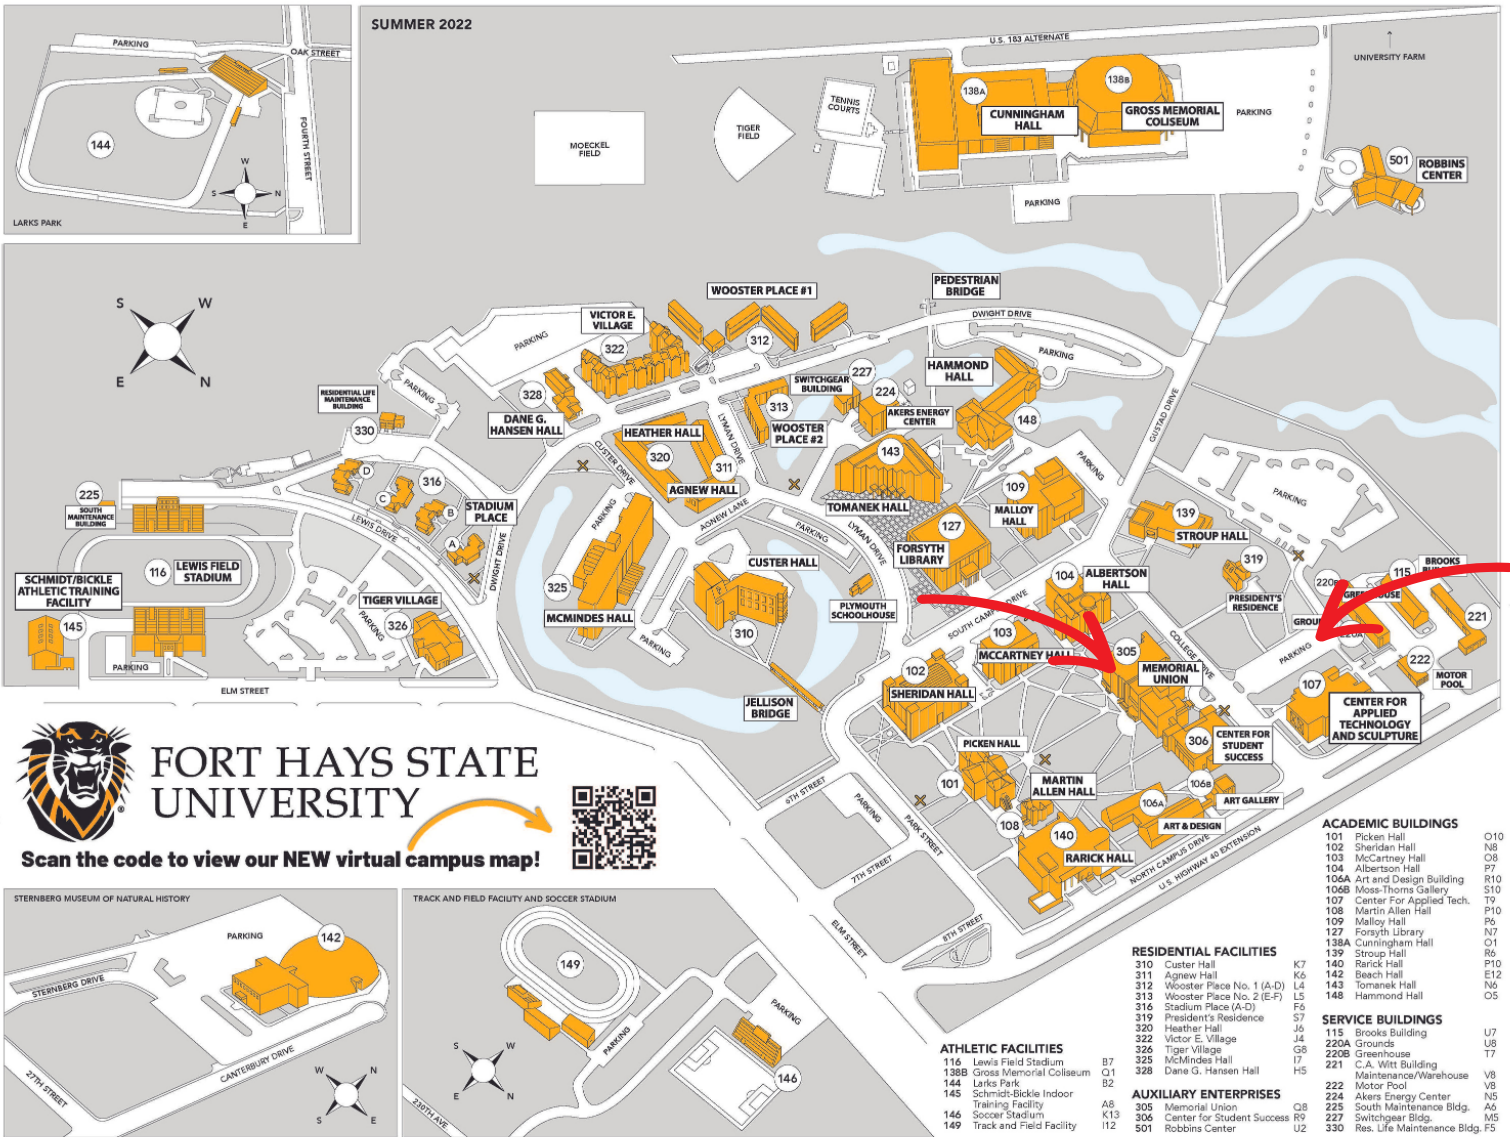 SUMMER 2022
PARKING
OAK STREET
FOURTH STREET
144
W
S
N
E
LARKS PARK
U.S. 183 ALTERNATE
UNIVERSITY FARM
MOECKEL
FIELD
TIGER
FIELD
TENNIS
COURTS
138A
CUNNINGHAM
HALL
138B
GROSS MEMORIAL
COLISEUM
PARKING
PARKING
501
ROBBINS
CENTER
S
W
E
N
PEDESTRIAN
BRIDGE
DWIGHT DRIVE
WOOSTER PLACE #1
312
VICTOR E.
VILLAGE
322
PARKING
PARKING
328
DANE G.
HANSEN HALL
RESIDENTIAL LIFE
MAINTENANCE
BUILDING
330
HEATHER HALL
320
311
AGNEW HALL
LYMAN DRIVE
CUSTER DRIVE
AGNEW LANE
313
WOOSTER
PLACE #2
SWITCHGEAR
BUILDING
227
224
AKERS ENERGY
CENTER
HAMMOND
HALL
148
PARKING
GUSTAD DRIVE
143
TOMANEK HALL
109
MALLOY
HALL
PARKING
127
FORSYTH
LIBRARY
139
STROUP HALL
PARKING
319
PRESIDENT'S
RESIDENCE
225
SOUTH
MAINTENANCE
BUILDING
D
C
316
B
A
STADIUM
PLACE
LEWIS DRIVE
DWIGHT DRIVE
116
LEWIS FIELD
STADIUM
SCHMIDT/BICKLE
ATHLETIC TRAINING
FACILITY
145
PARKING
ELM STREET
TIGER VILLAGE
326
PARKING
PARKING
325
MCMINDES HALL
PARKING
CUSTER HALL
310
JELLISON
BRIDGE
PARKING
LYMAN DRIVE
PLYMOUTH
SCHOOLHOUSE
SOUTH CAMPUS DRIVE
104
ALBERTSON
HALL
103
MCCARTNEY HALL
102
SHERIDAN HALL
305
MEMORIAL
UNION
COLLEGE DRIVE
306
CENTER FOR
STUDENT
SUCCESS
PARKING
107
CENTER FOR
APPLIED
TECHNOLOGY
AND SCULPTURE
115
BROOKS
221
222
MOTOR
POOL
PICKEN HALL
101
MARTIN
ALLEN HALL
108
140
RARICK HALL
106A
ART & DESIGN
106B
ART GALLERY
NORTH CAMPUS DRIVE
U.S. HIGHWAY 40 EXTENSION
6TH STREET
PARKING
PARK STREET
7TH STREET
ELM STREET
8TH STREET
FORT HAYS STATE
UNIVERSITY
Scan the code to view our NEW virtual campus map!
STERNBERG MUSEUM OF NATURAL HISTORY
PARKING
142
STERNBERG DRIVE
CANTERBURY DRIVE
27TH STREET
W
N
S
E
TRACK AND FIELD FACILITY AND SOCCER STADIUM
149
PARKING
PARKING
146
230TH AVE
S
W
E
N
ATHLETIC FACILITIES
116 Lewis Field Stadium B7
138B Gross Memorial Coliseum Q1
144 Larks Park B2
145 Schmidt-Bickle Indoor
Training Facility A8
146 Soccer Stadium K13
149 Track and Field Facility I12
RESIDENTIAL FACILITIES
310 Custer Hall K7
311 Agnew Hall K6
312 Wooster Place No. 1 (A-D) L4
313 Wooster Place No. 2 (E-F) L5
316 Stadium Place (A-D) F6
319 President's Residence S7
320 Heather Hall J6
322 Victor E. Village J4
326 Tiger Village G8
325 McMindes Hall I7
328 Dane G. Hansen Hall H5
AUXILIARY ENTERPRISES
305 Memorial Union Q8
306 Center for Student Success R9
501 Robbins Center U2
ACADEMIC BUILDINGS
101 Picken Hall O10
102 Sheridan Hall N8
103 McCartney Hall O8
104 Albertson Hall P7
106A Art and Design Building R10
106B Moss-Thorns Gallery S10
107 Center For Applied Tech. T9
108 Martin Allen Hall P10
109 Malloy Hall P6
127 Forsyth Library N7
138A Cunningham Hall O1
139 Stroup Hall R6
140 Rarick Hall P10
142 Beach Hall E12
143 Tomanek Hall N6
148 Hammond Hall O5
SERVICE BUILDINGS
115 Brooks Building U7
220A Grounds U8
220B Greenhouse T7
221 C.A. Witt Building
Maintenance/Warehouse V8
222 Motor Pool V8
224 Akers Energy Center N5
225 South Maintenance Bldg. A6
227 Switchgear Bldg. M5
330 Res. Life Maintenance Bldg. F5